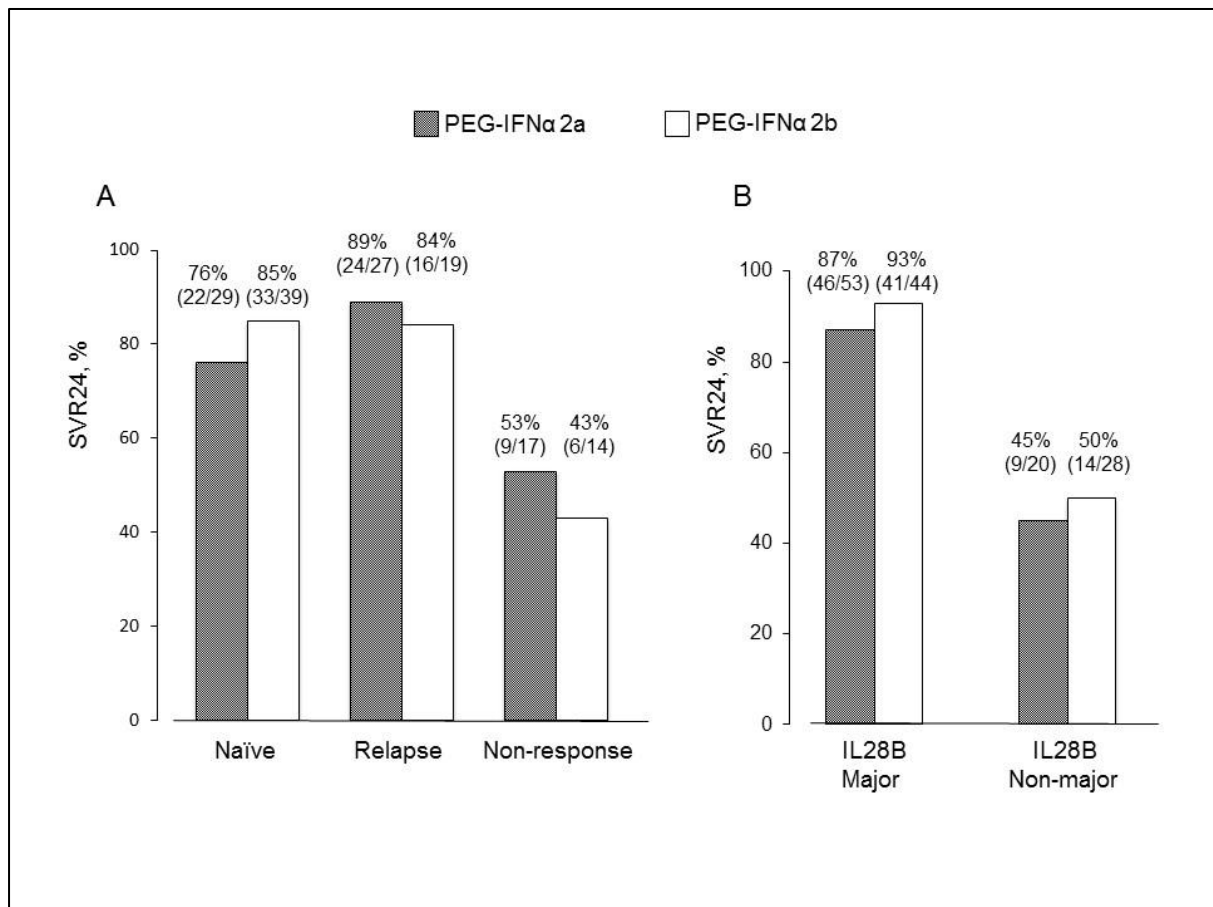 PEG-IFNα 2a PEG-IFNα 2b
A
76% 85% 89% 84% 53% 43%
(22/29) (33/39) (24/27) (16/19) (9/17) (6/14)
SVR24, %
100
80
60
40
20
0
Naïve Relapse Non-response
B
87% 93% 45% 50%
(46/53) (41/44) (9/20) (14/28)
SVR24, %
100
80
60
40
20
0
IL28B IL28B
Major Non-major